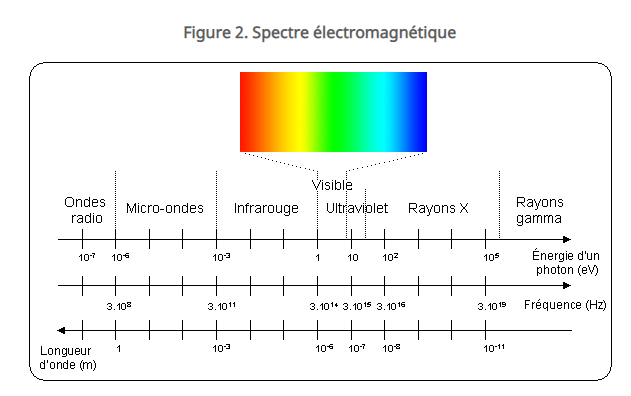 Figure 2. Spectre électromagnétique
Visible
Ondes radio
Micro-ondes
Infrarouge
Ultraviolet
Rayons X
Rayons gamma
10-7 10-6 10-3 1 10 10² 10⁵
Énergie d'un photon (eV)
3.10⁸ 3.10¹¹ 3.10¹⁴ 3.10¹⁵ 3.10¹⁶ 3.10¹⁹
Fréquence (Hz)
1 10-3 10-6 10-7 10-8 10-11
Longueur d'onde (m)